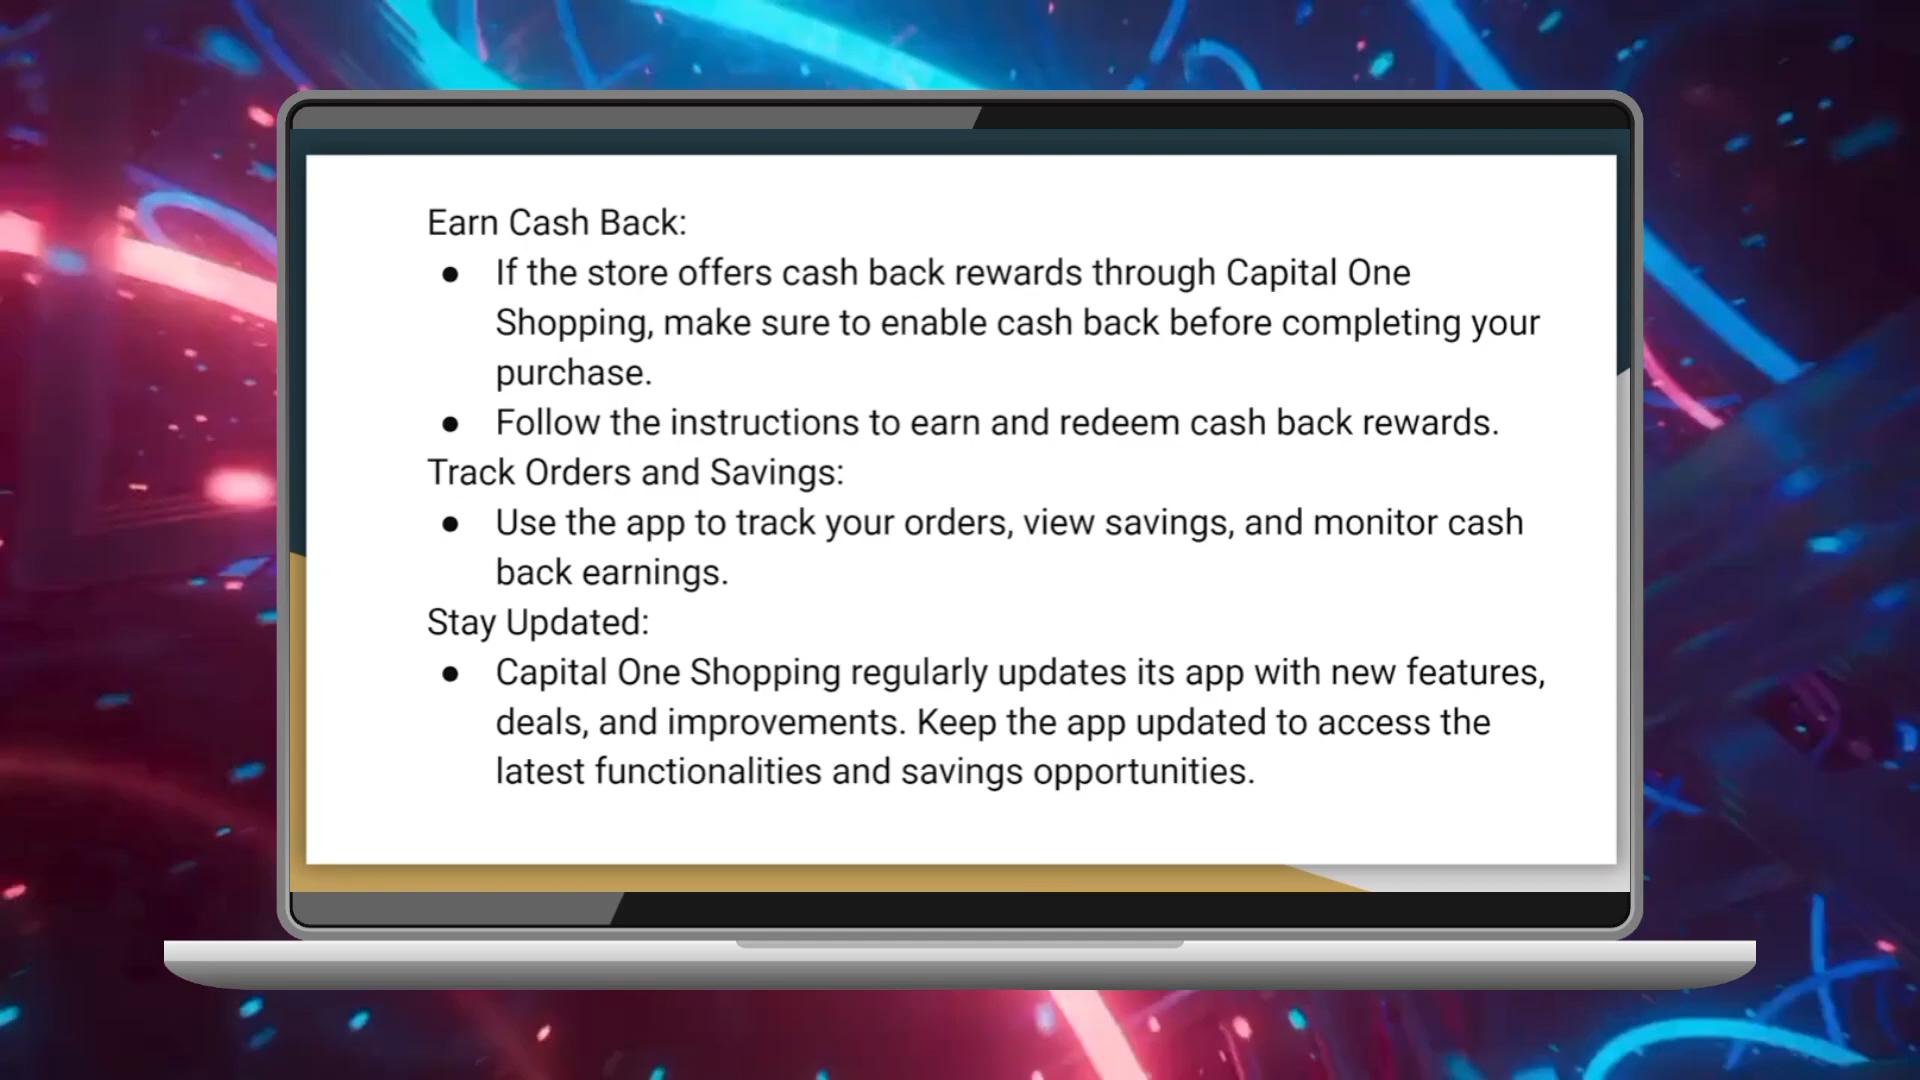 Earn Cash Back:
● If the store offers cash back rewards through Capital One
Shopping, make sure to enable cash back before completing your
purchase.
● Follow the instructions to earn and redeem cash back rewards.
Track Orders and Savings:
● Use the app to track your orders, view savings, and monitor cash
back earnings.
Stay Updated:
● Capital One Shopping regularly updates its app with new features,
deals, and improvements. Keep the app updated to access the
latest functionalities and savings opportunities.